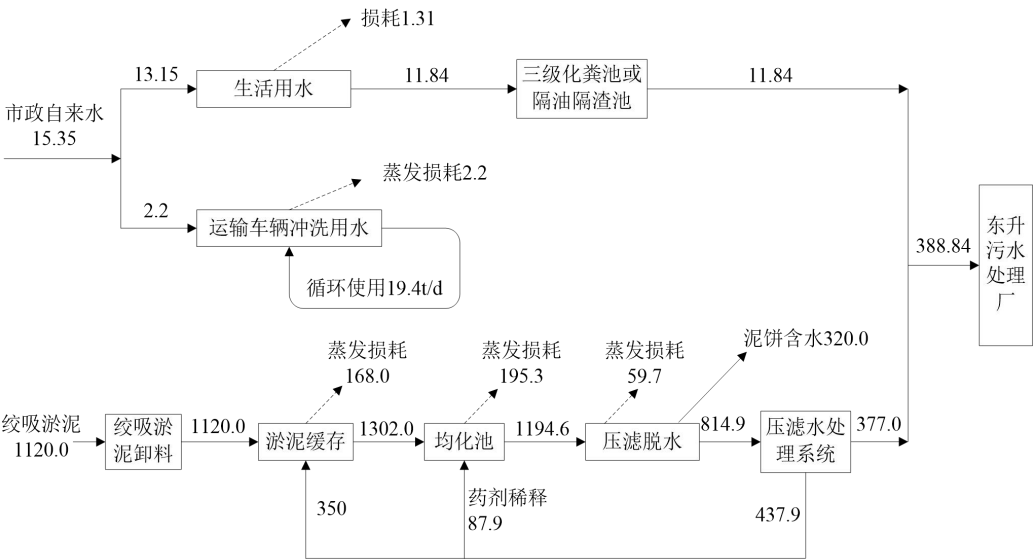 损耗1.31
13.15
生活用水
11.84
三级化粪池或
隔油隔渣池
11.84
市政自来水
15.35
蒸发损耗2.2
2.2
运输车辆冲洗用水
循环使用19.4t/d
388.84
东升
污水
处理
厂
蒸发损耗
168.0
蒸发损耗
195.3
蒸发损耗
59.7
泥饼含水320.0
绞吸淤泥
1120.0
绞吸淤
泥卸料
1120.0
淤泥缓存
1302.0
均化池
1194.6
压滤脱水
814.9
压滤水处
理系统
377.0
350
药剂稀释
87.9
437.9